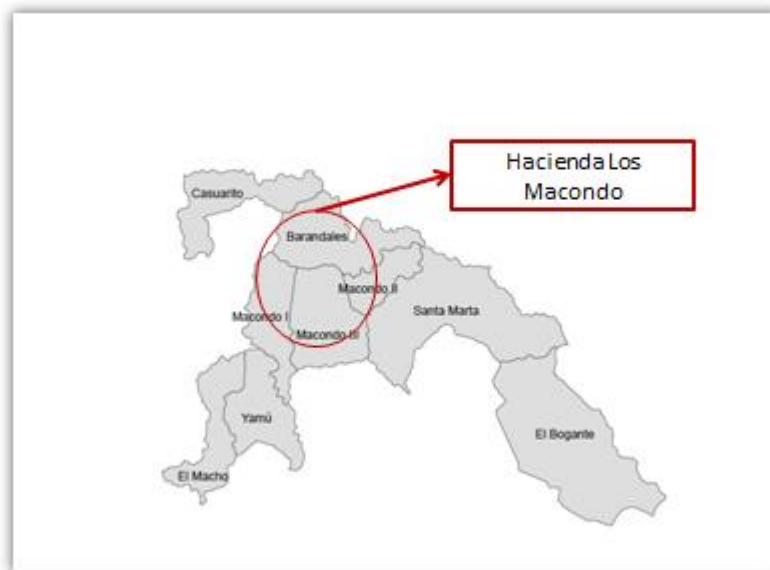 Hacienda Los
Macondo
Casuarito
Barandales
Macondo II
Santa Marta
Macondo I
Macondo III
Yamú
El Bogante
El Macho